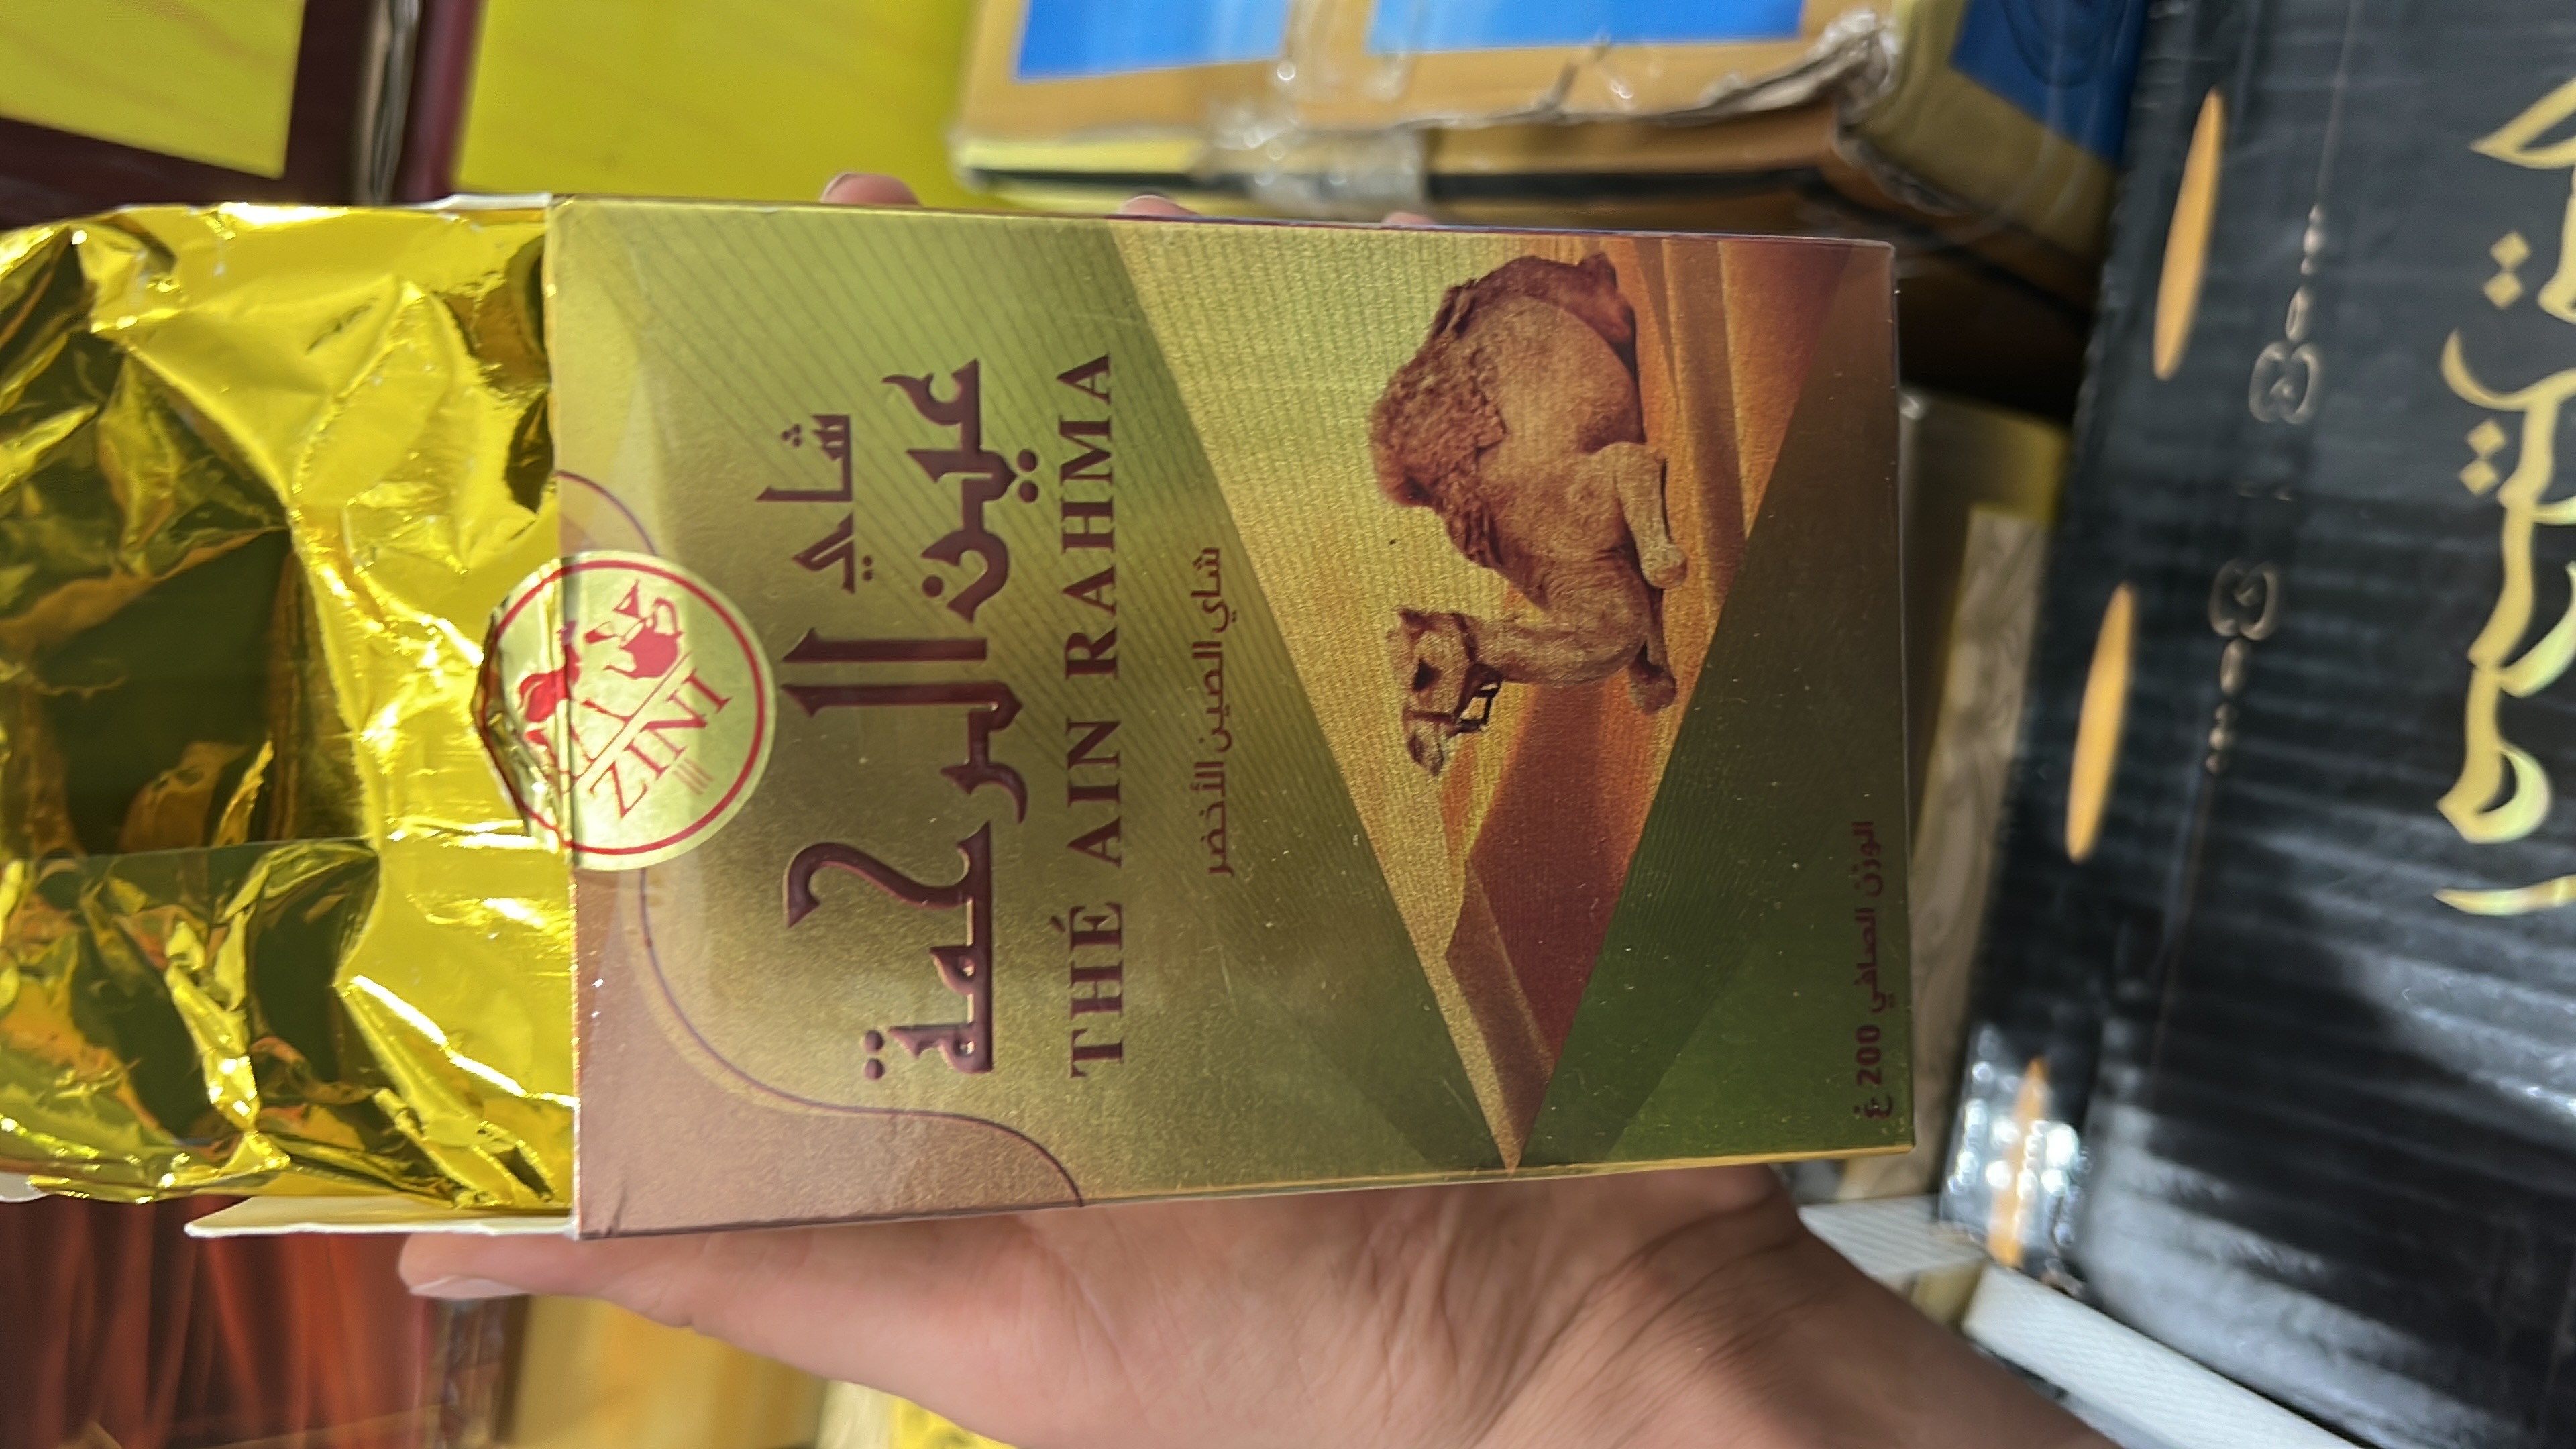 ZINI
شاي
عين الرحمة
THÉ AIN RAHMA
شاي الصين الأخضر
الوزن الصافي 200 غ